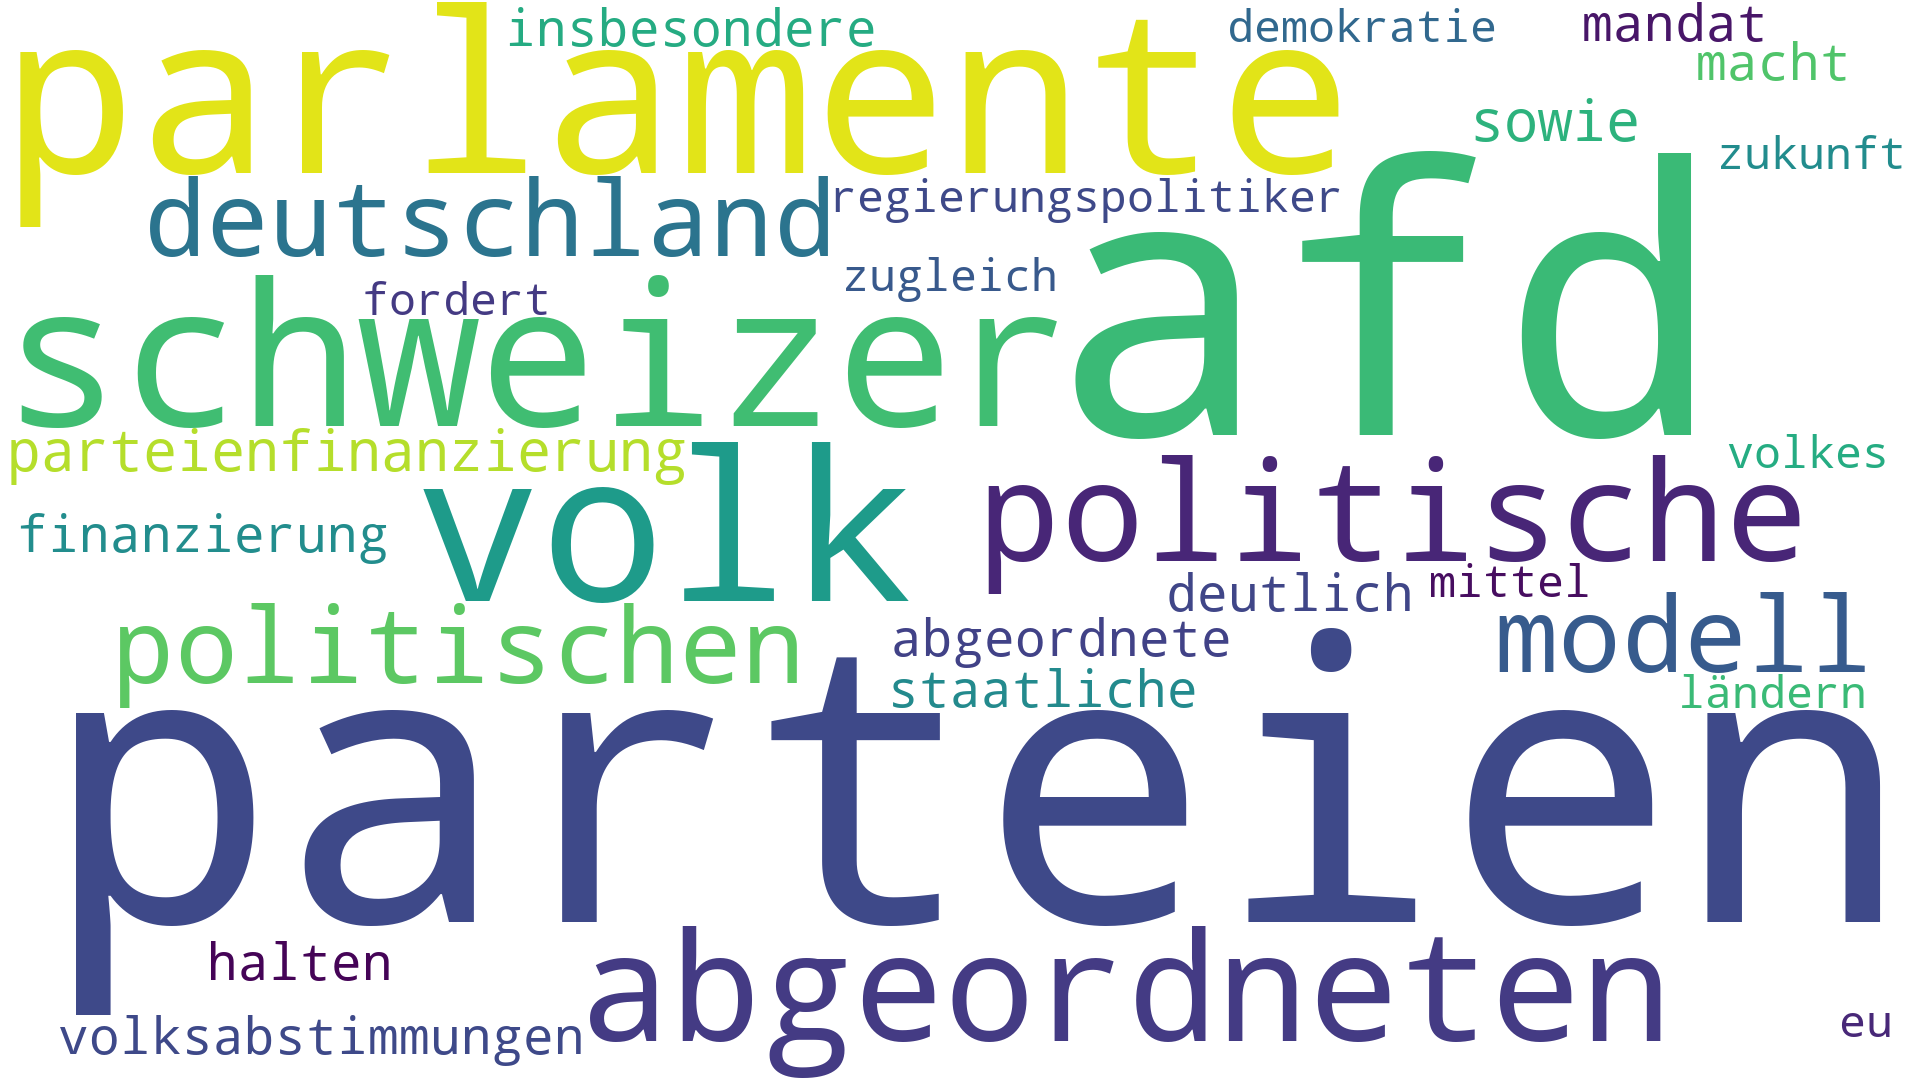 parlamente
insbesondere
demokratie
mandat
macht
sowie
zukunft
deutschland
regierungspolitiker
afd
zugleich
fordert
schweizer
parteienfinanzierung
volk
politische
volkes
finanzierung
deutlich
mittel
politischen
abgeordnete
modell
staatliche
ländern
parteien
halten
abgeordneten
volksabstimmungen
eu